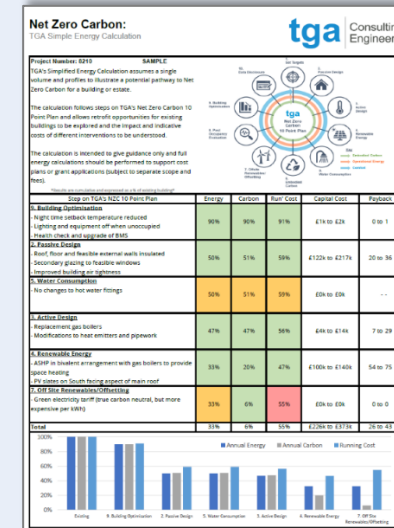 Net Zero Carbon:
TGA Simple Energy Calculation
tga Consulting
Engineers
Project Number: 0210 SAMPLE
TGA's Simplified Energy Calculation assumes a single
volume and profiles to illustrate a potential pathway to Net
Zero Carbon for a building or estate.
The calculation follows steps on TGA's Net Zero Carbon 10
Point Plan and allows retrofit opportunities for existing
buildings to be explored and the impact and indicative
costs of different interventions to be understood.
The calculation is intended to give guidance only and full
energy calculations should be performed to support cost
plans or grant applications (subject to separate scope and
fees).
*Results are cumulative and expressed as a % of existing building*
tga
10 Point Plan
Step on TGA's NZC 10 Point Plan Energy Carbon Run' Cost Capital Cost Payback
9. Building Optimisation
- Night time setback temperature reduced
- Lighting and equipment off when unoccupied
- Health check and upgrade of BMS
90% 90% 91% £1k to £2k 0 to 1
2. Passive Design
- Roof, floor and feasible external walls insulated
- Secondary glazing to feasible windows
- Improved building air tightness
50% 51% 59% £122k to £217k 20 to 36
5. Water Consumption
- No changes to hot water fittings
50% 51% 59% £0k to £0k - -
3. Active Design
- Replacement gas boilers
- Modifications to heat emitters and pipework
47% 47% 56% £4k to £14k 7 to 29
4. Renewable Energy
- ASHP in bivalent arrangement with gas boilers to provide
space heating
- PV slates on South facing aspect of main roof
33% 20% 47% £100k to £140k 54 to 75
7. Off Site Renewables/Offsetting
- Green electricity tariff (true carbon neutral, but more
expensive per kWh)
33% 6% 55% £0k to £0k 0 to 0
Total 33% 6% 55% £226k to £373k 26 to 43
Annual Energy Annual Carbon Running Cost
100%
80%
60%
40%
20%
0%
Existing 9. Building Optimisation 2. Passive Design 5. Water Consumption 3. Active Design 4. Renewable Energy 7. Off Site
Renewables/Offsetting